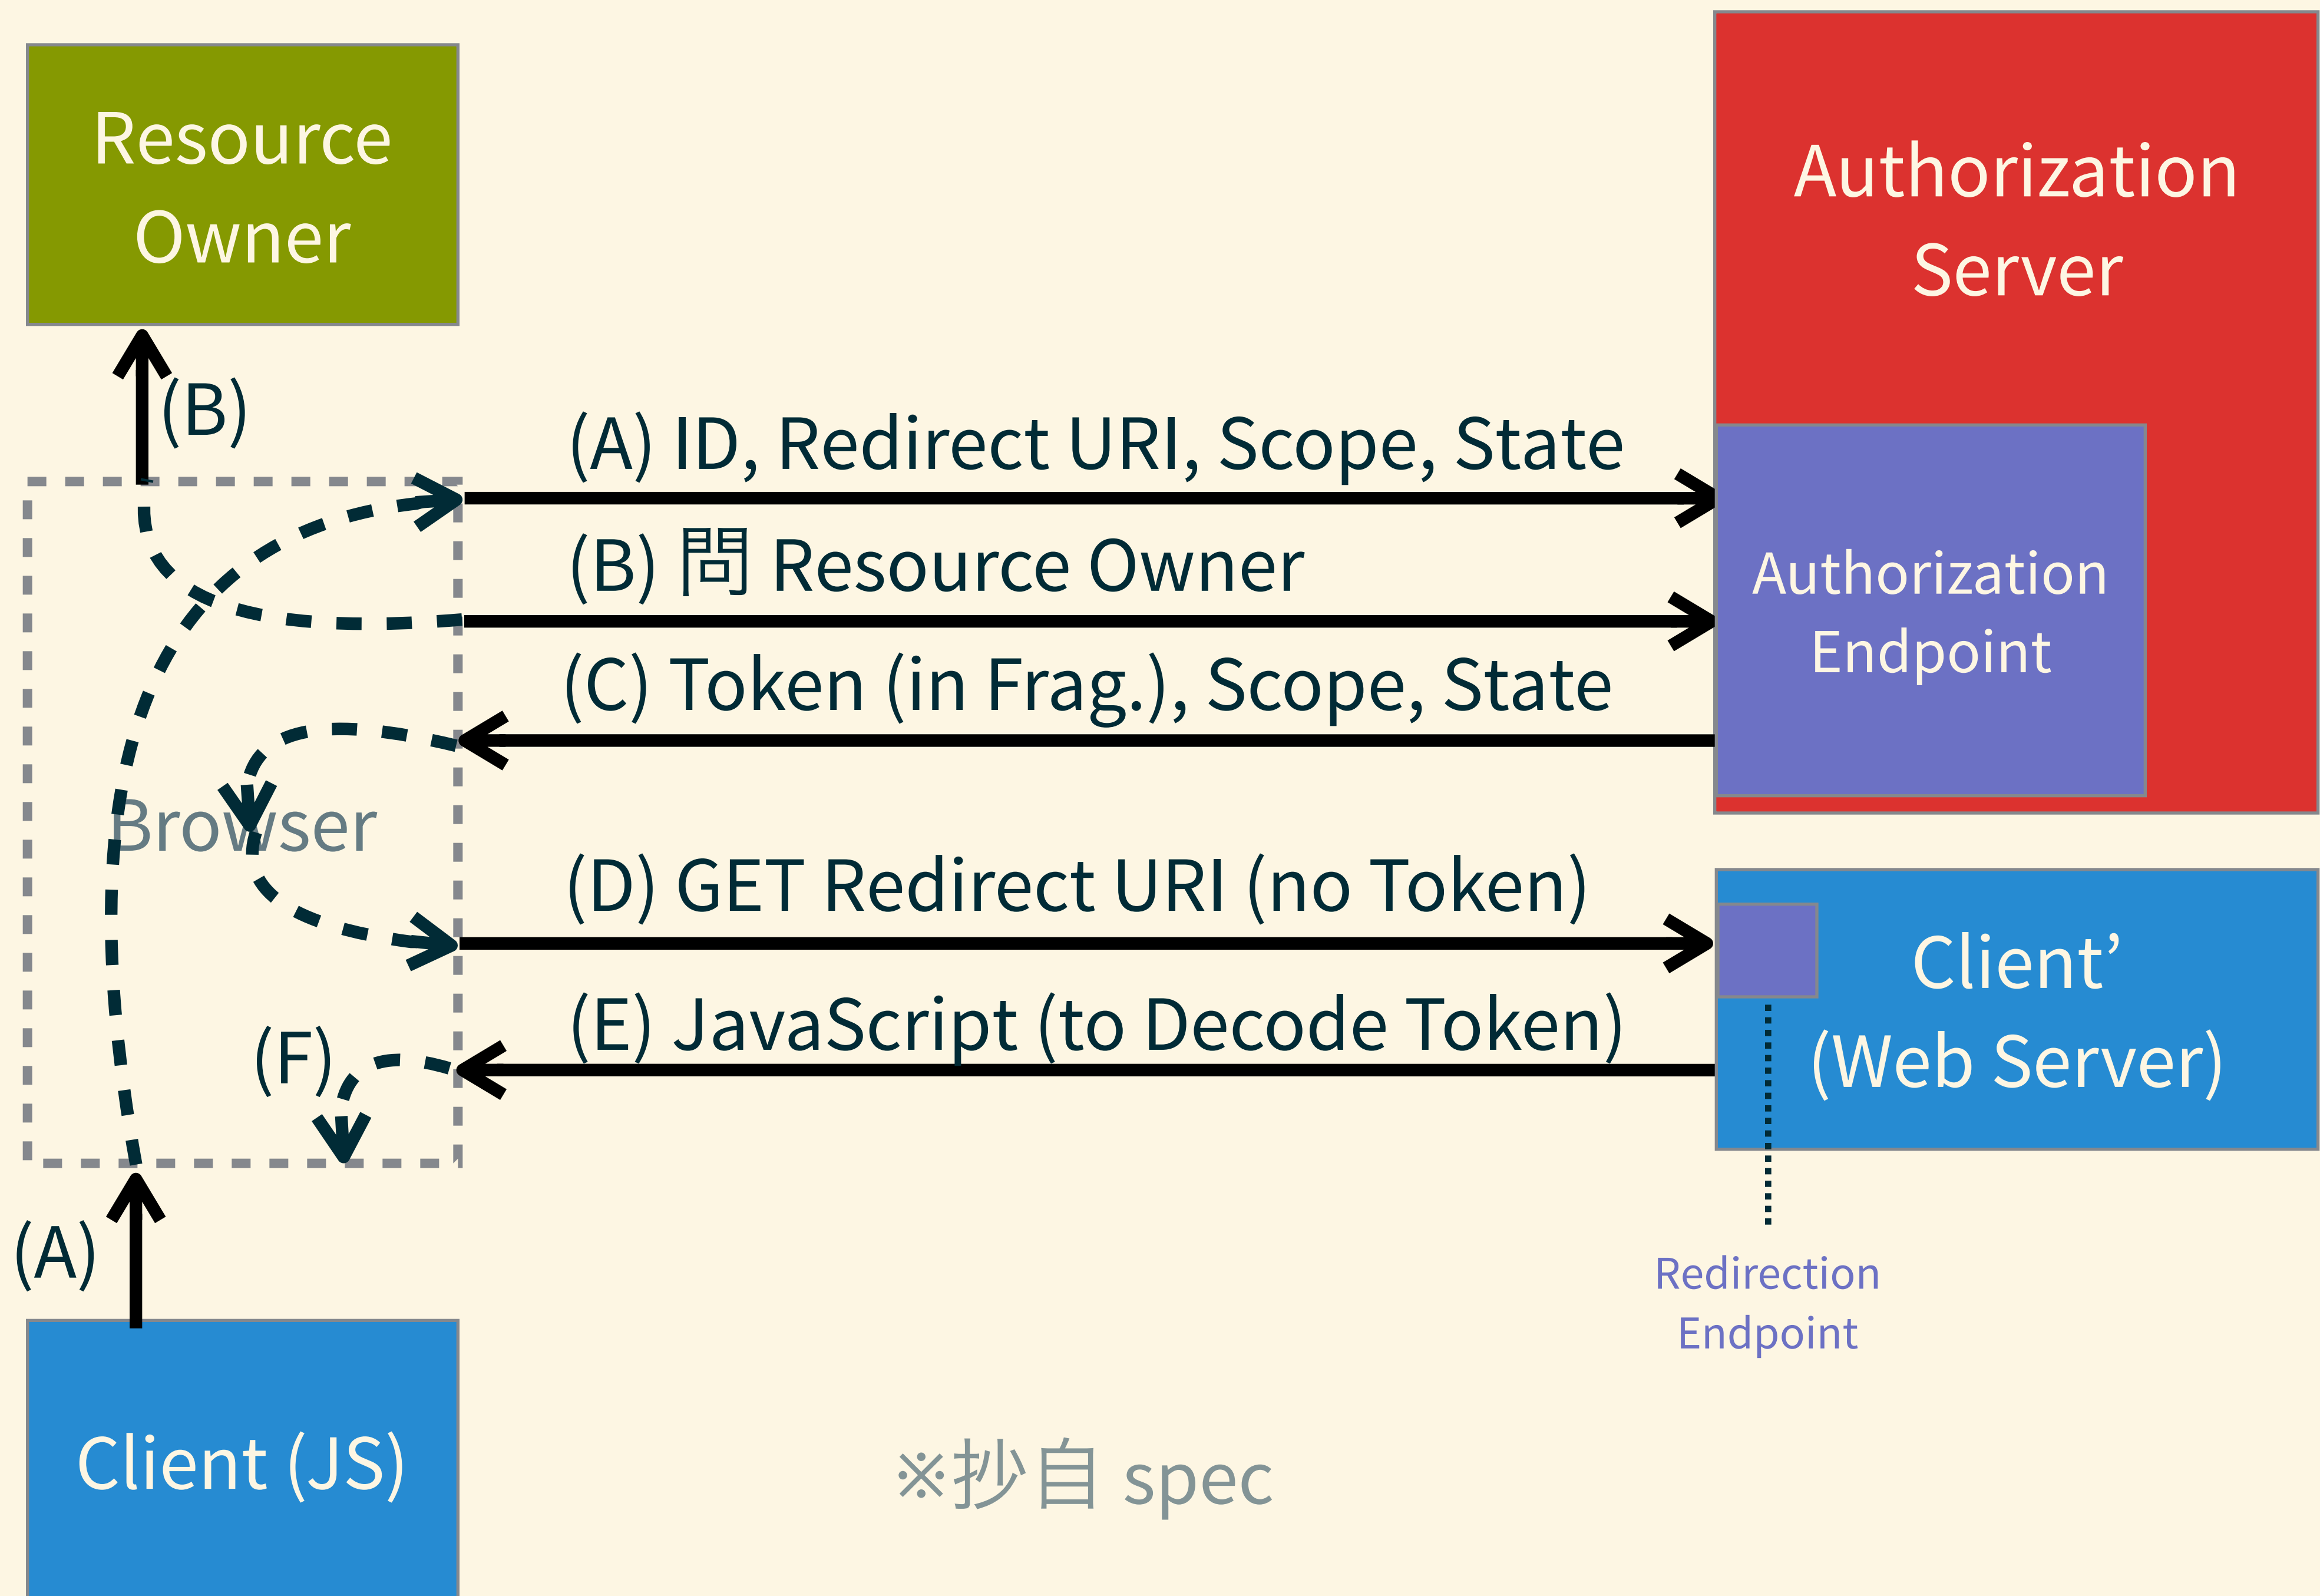 Resource
Owner
Authorization
Server
(B)
(A) ID, Redirect URI, Scope, State
(B) 問 Resource Owner
Authorization
Endpoint
(C) Token (in Frag.), Scope, State
Browser
(D) GET Redirect URI (no Token)
Client’
(Web Server)
(E) JavaScript (to Decode Token)
(F)
(A)
Redirection
Endpoint
Client (JS)
※抄自 spec